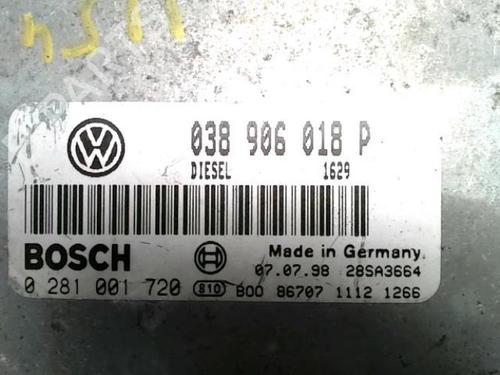 038 906 018 P
DIESEL 1629
BOSCH
Made in Germany.
07.07.98 28SA3664
0 281 001 720 810 B00 86707 1112 1266